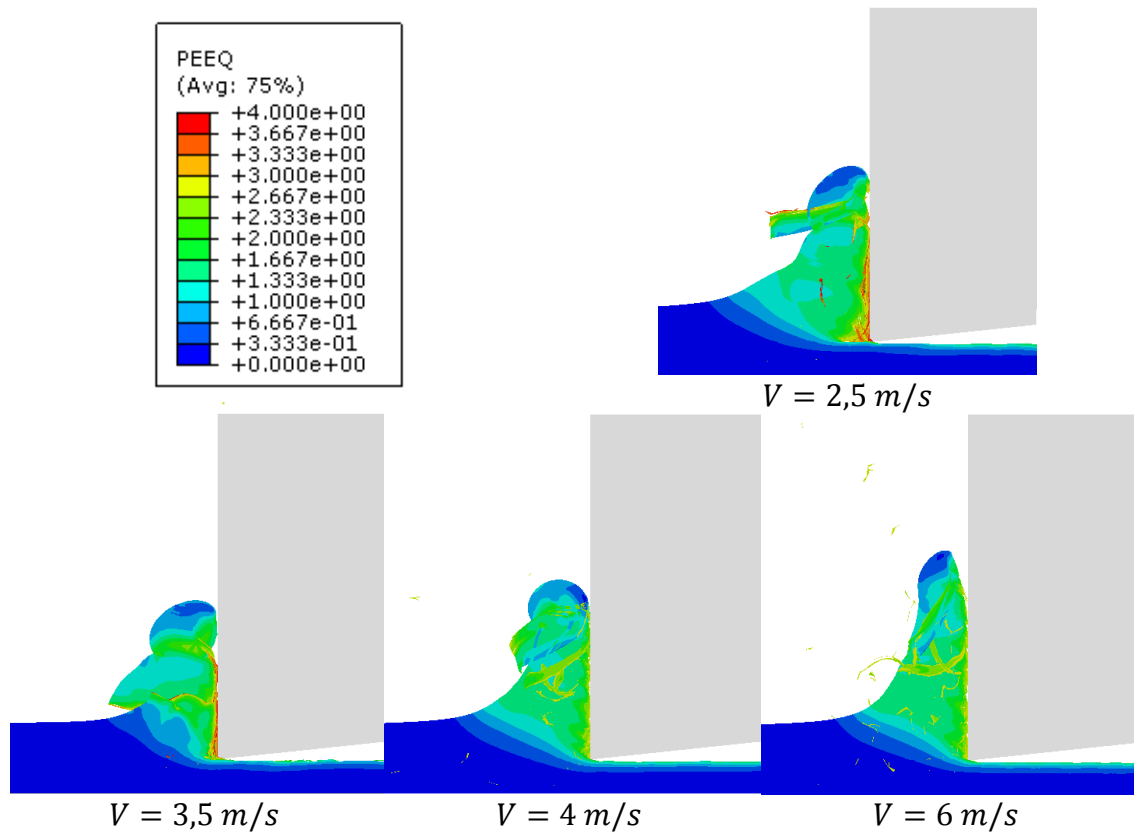 PEEQ
(Avg: 75%)
+4.000e+00
+3.667e+00
+3.333e+00
+3.000e+00
+2.667e+00
+2.333e+00
+2.000e+00
+1.667e+00
+1.333e+00
+1.000e+00
+6.667e-01
+3.333e-01
+0.000e+00
V = 2,5 m/s
V = 3,5 m/s
V = 4 m/s
V = 6 m/s